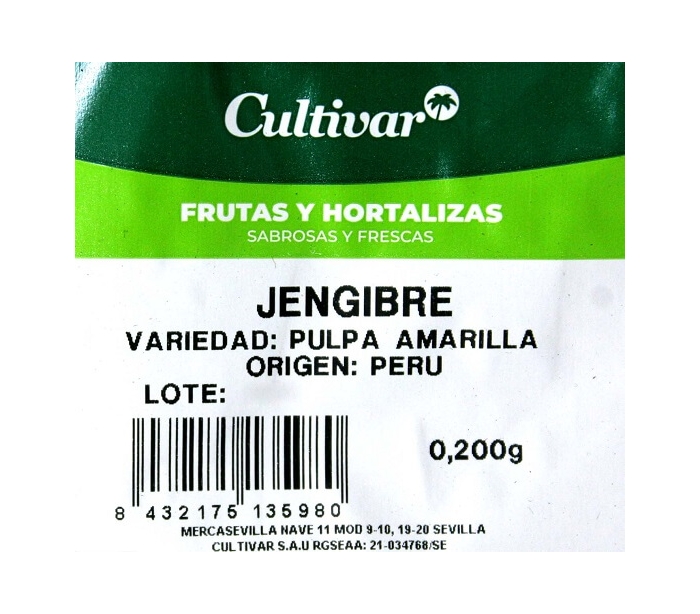 Cultivar
FRUTAS Y HORTALIZAS
SABROSAS Y FRESCAS
JENGIBRE
VARIEDAD: PULPA AMARILLA
ORIGEN: PERU
LOTE:
0,200g
8 432175 135980
MERCASEVILLA NAVE 11 MOD 9-10, 19-20 SEVILLA
CULTIVAR S.A.U RGSEAA: 21-034768/SE